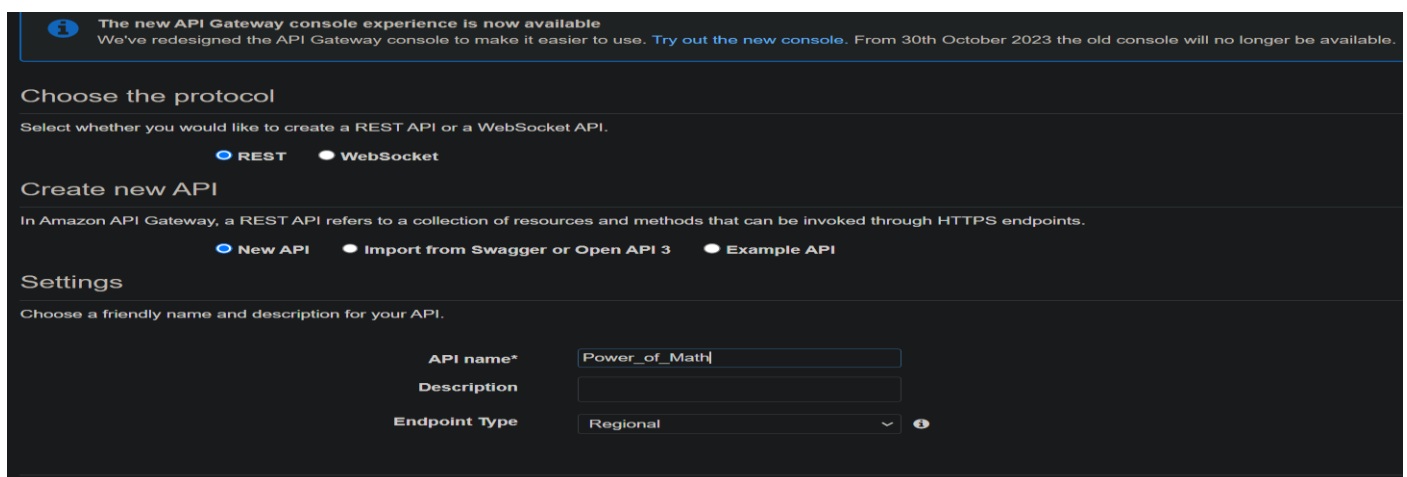 The new API Gateway console experience is now available
We've redesigned the API Gateway console to make it easier to use. Try out the new console. From 30th October 2023 the old console will no longer be available.
Choose the protocol
Select whether you would like to create a REST API or a WebSocket API.
REST WebSocket
Create new API
In Amazon API Gateway, a REST API refers to a collection of resources and methods that can be invoked through HTTPS endpoints.
New API Import from Swagger or Open API 3 Example API
Settings
Choose a friendly name and description for your API.
API name* Power_of_Math
Description
Endpoint Type Regional